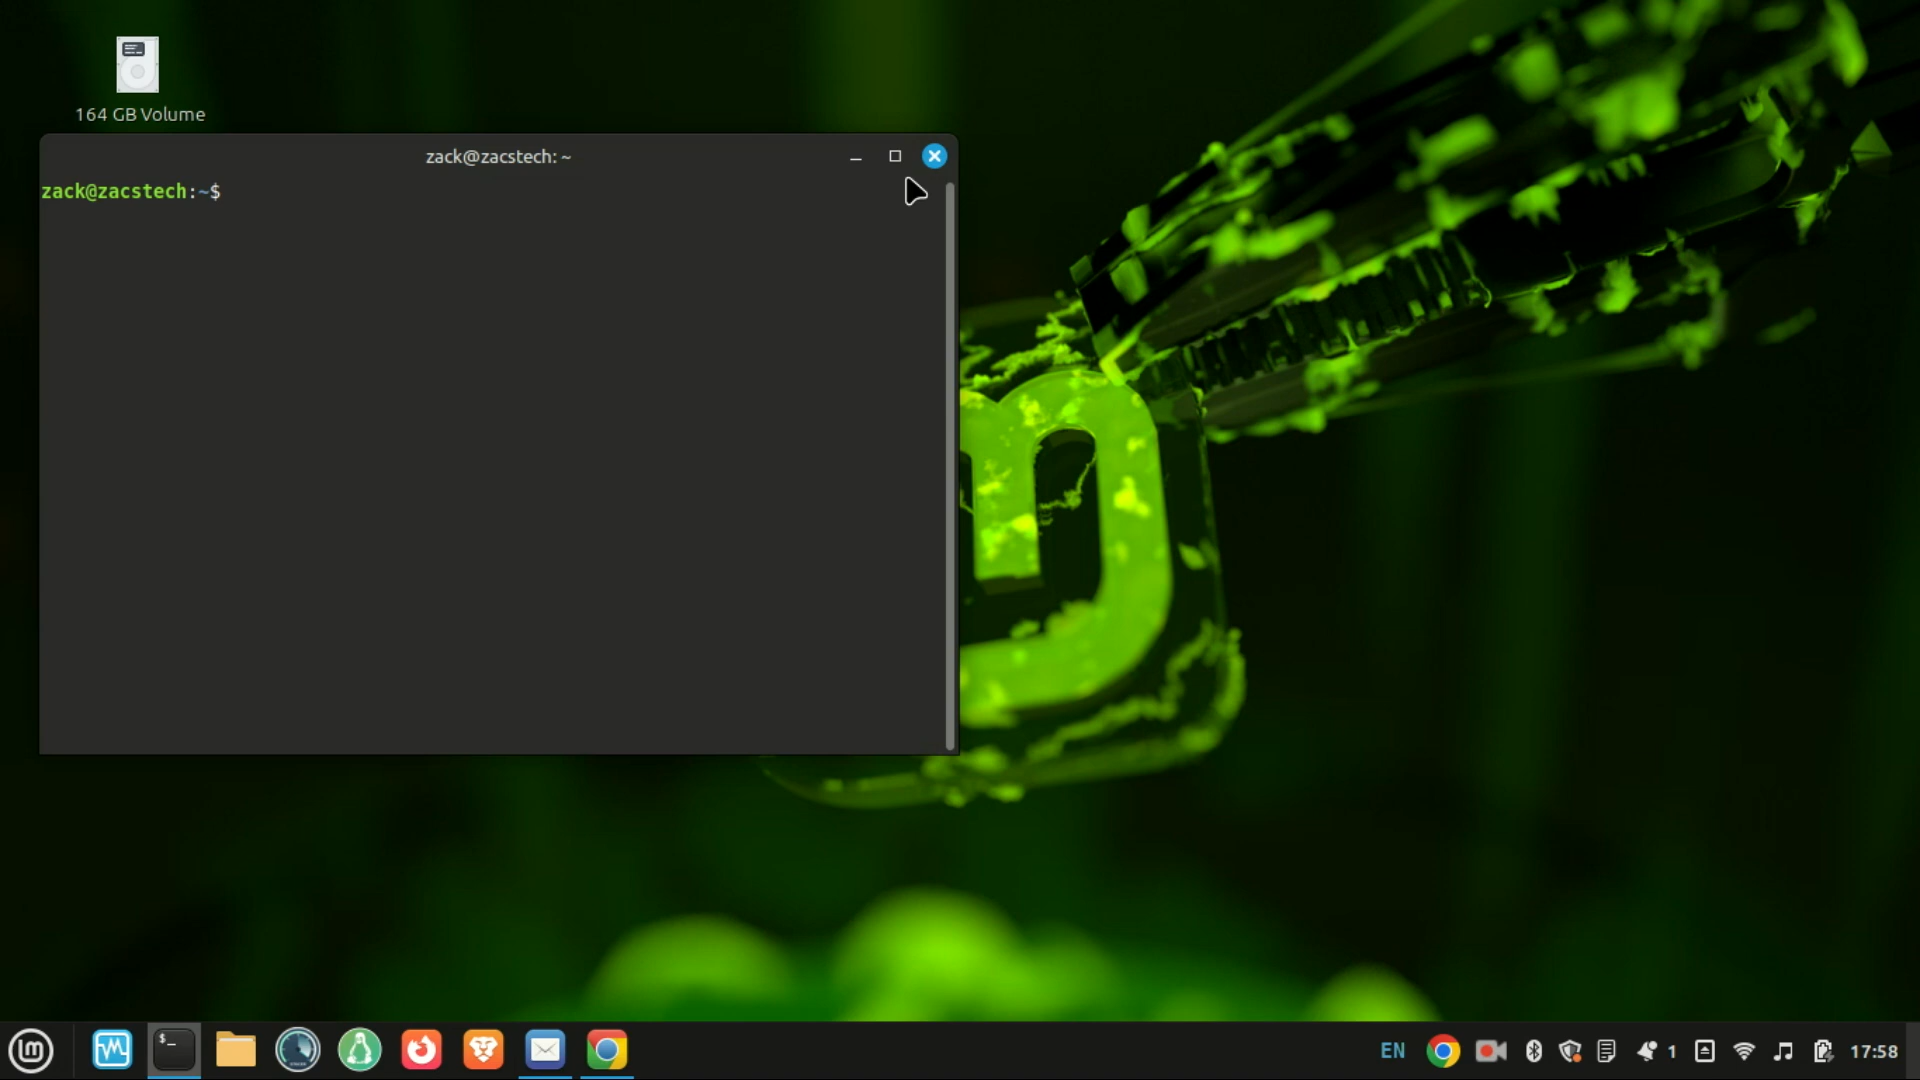 164 GB Volume
zack@zacstech: ~
zack@zacstech:~$
$_
EN
1
17:58